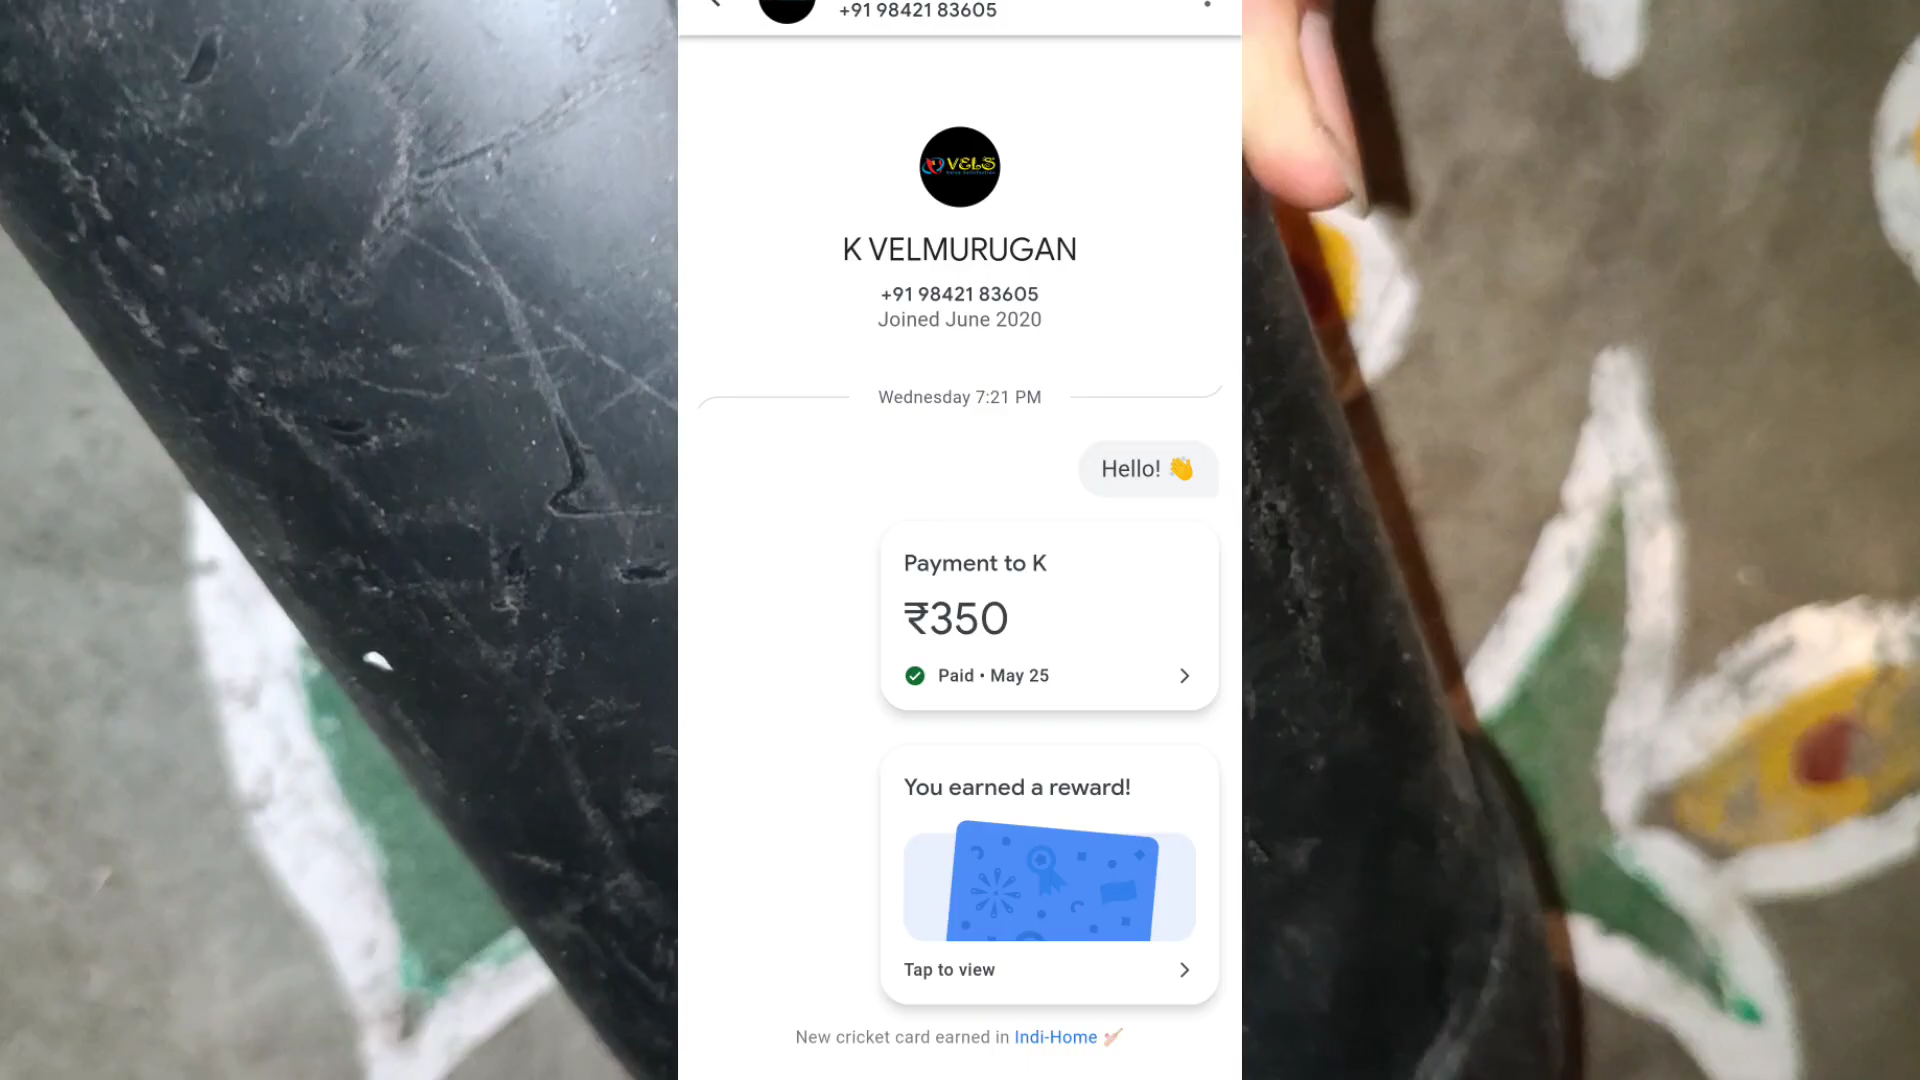 +91 98421 83605
VELS
K VELMURUGAN
+91 98421 83605
Joined June 2020
Wednesday 7:21 PM
Hello! 👋
Payment to K
₹350
Paid • May 25
You earned a reward!
Tap to view
New cricket card earned in Indi-Home 🏏